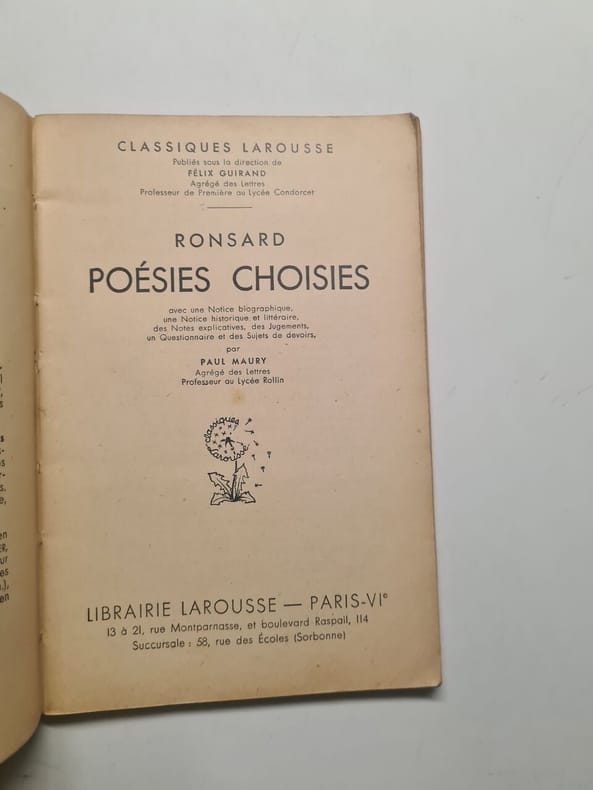 CLASSIQUES LAROUSSE
Publiés sous la direction de
FÉLIX GUIRAND
Agrégé des Lettres
Professeur de Première au Lycée Condorcet
RONSARD
POÉSIES CHOISIES
avec une Notice biographique,
une Notice historique et littéraire,
des Notes explicatives, des Jugements,
un Questionnaire et des Sujets de devoirs,
par
PAUL MAURY
Agrégé des Lettres
Professeur au Lycée Rollin
classiques
Larousse
LIBRAIRIE LAROUSSE — PARIS-VIᵉ
13 à 21, rue Montparnasse, et boulevard Raspail, 114
Succursale : 58, rue des Écoles (Sorbonne)